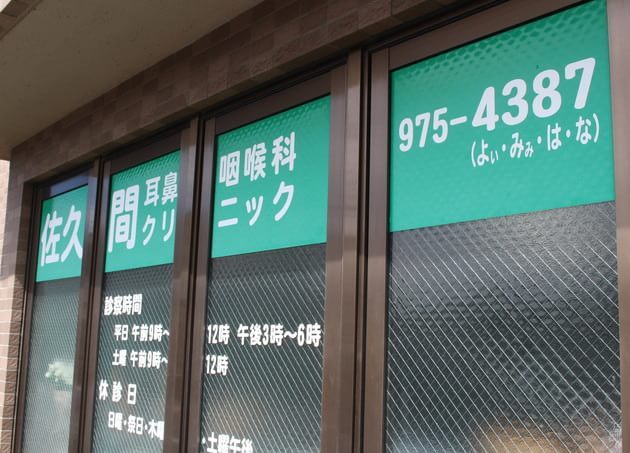 佐久間耳鼻咽喉科
クリニック
975-4387
(よぃ・みみ・は・な)
診察時間
平日 午前9時〜12時 午後3時〜6時
土曜 午前9時〜12時
休診日
日曜・祭日・木曜・土曜午後